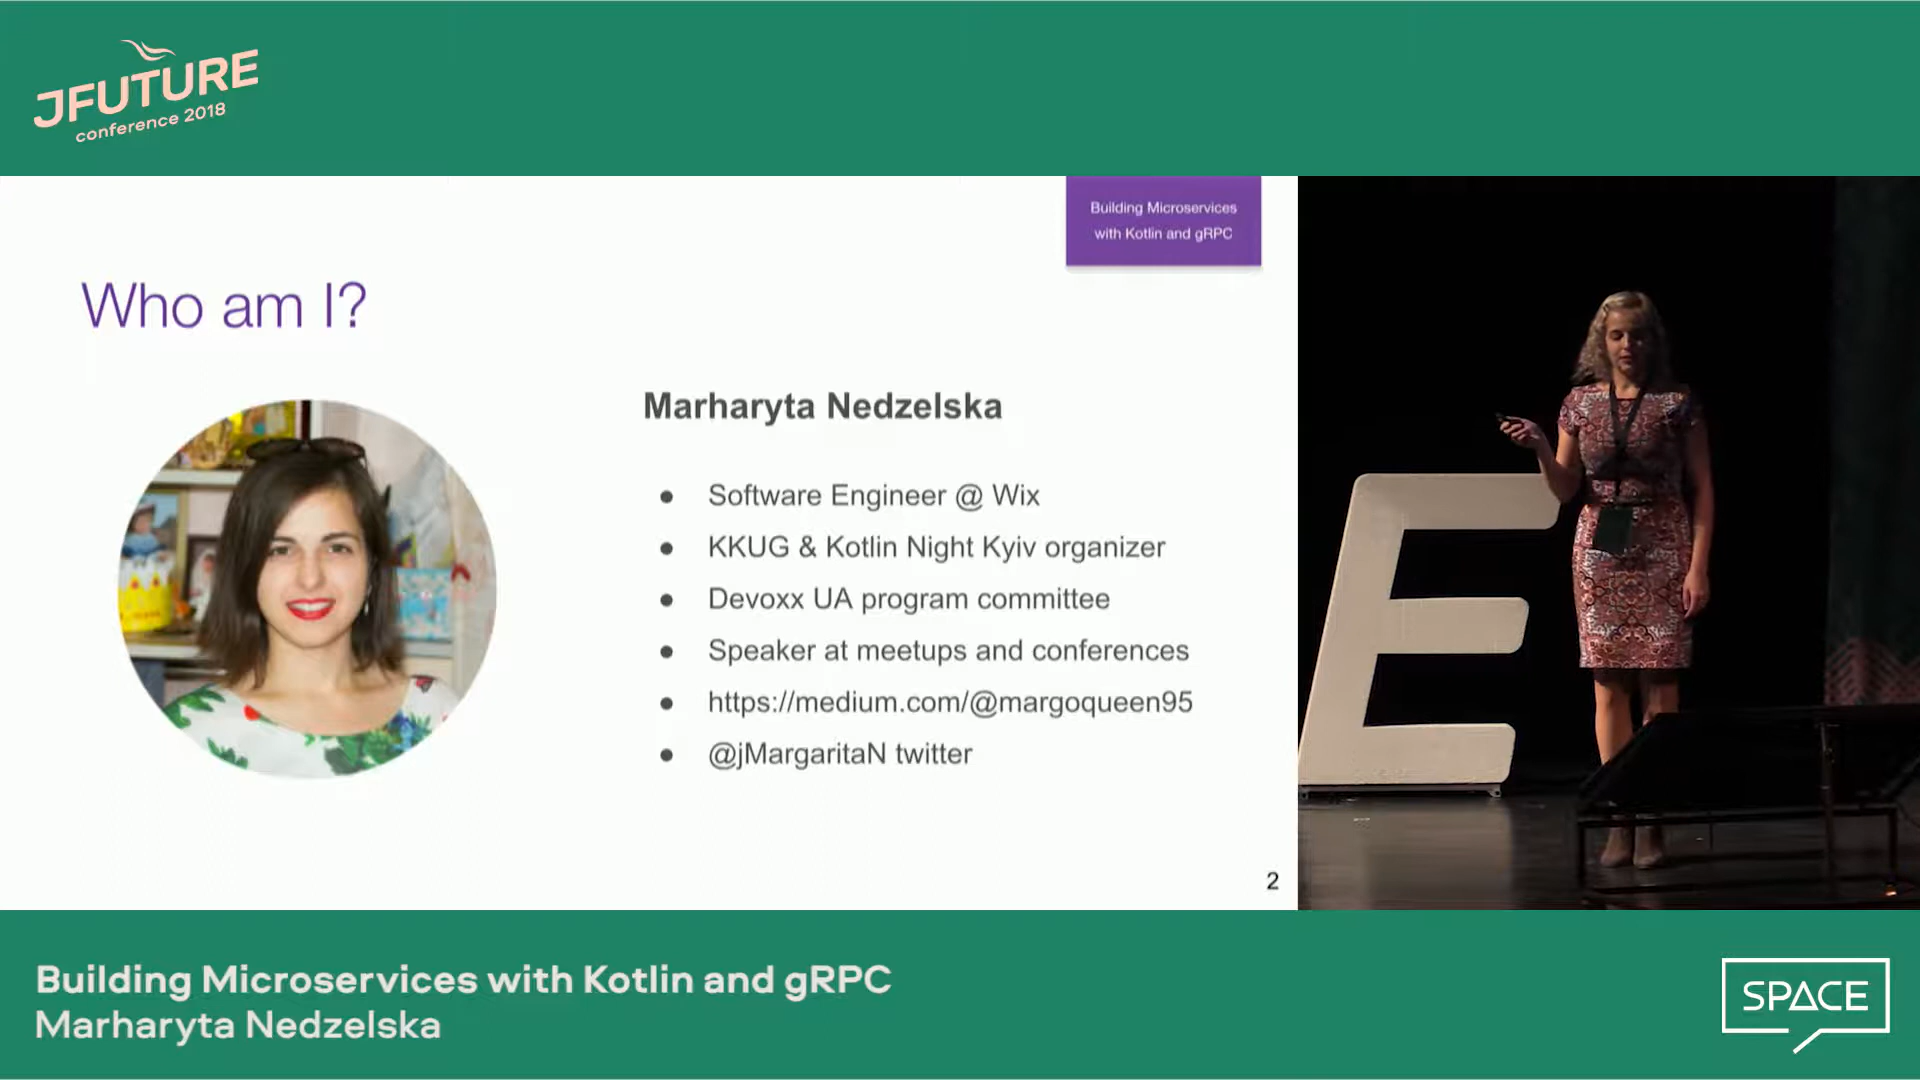 JFUTURE
conference 2018
Building Microservices
with Kotlin and gRPC
Who am I?
Marharyta Nedzelska
● Software Engineer @ Wix
● KKUG & Kotlin Night Kyiv organizer
● Devoxx UA program committee
● Speaker at meetups and conferences
● https://medium.com/@margoqueen95
● @jMargaritaN twitter
2
E
Building Microservices with Kotlin and gRPC
Marharyta Nedzelska
SPACE